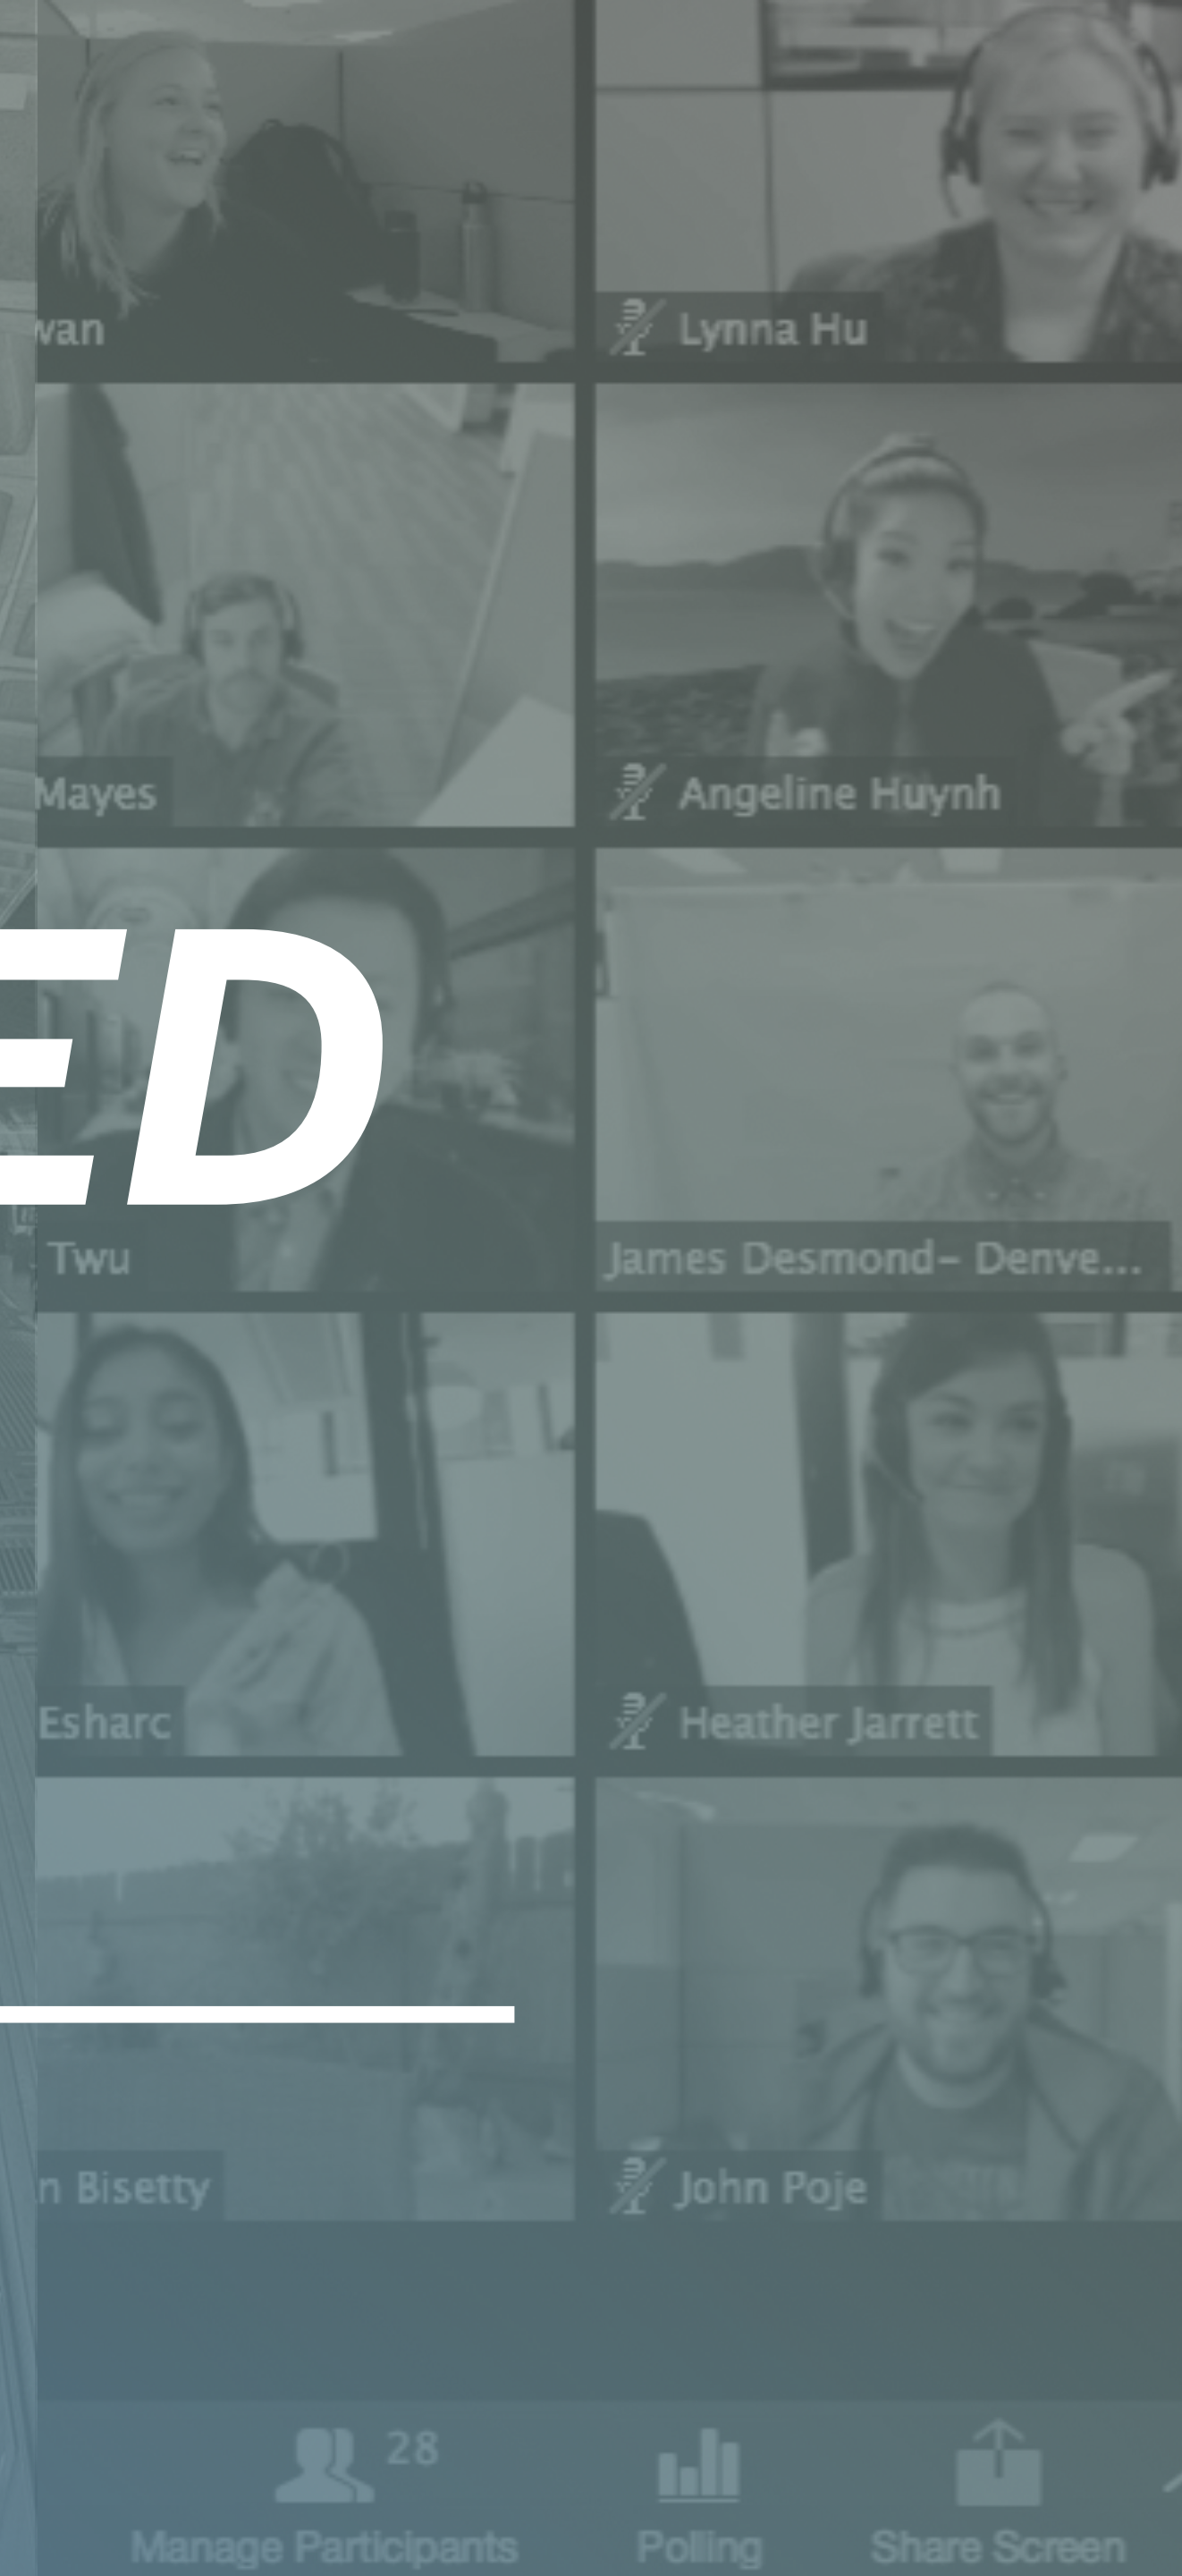 wan
Lynna Hu
Mayes
Angeline Huynh
ED
Twu
James Desmond- Denve...
Esharc
Heather Jarrett
n Bisetty
John Poje
28
Manage Participants
Polling
Share Screen